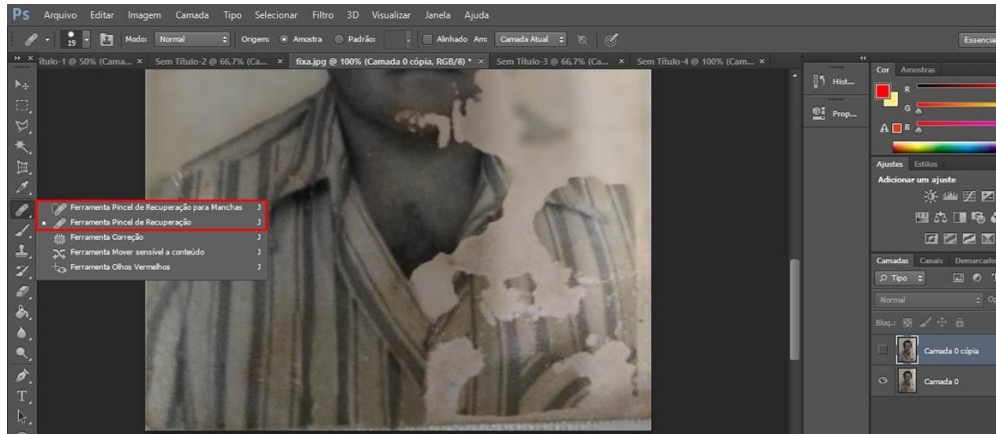 Ps Arquivo Editar Imagem Camada Tipo Selecionar Filtro 3D Visualizar Janela Ajuda
19 Modo: Normal Origem: Amostra Padrão: Alinhado Am: Camada Atual Essencia
ítulo-1 @ 50% (Cama... × Sem Título-2 @ 66,7% (Ca... × fixa.jpg @ 100% (Camada 0 cópia, RGB/8) * × Sem Título-3 @ 66,7% (Ca... × Sem Título-4 @ 100% (Cam... ×
Hist...
Prop...
Cor Amostras
R
G
B
Ajustes Estilos
Adicionar um ajuste
Ferramenta Pincel de Recuperação para Manchas J
Ferramenta Pincel de Recuperação J
Ferramenta Correção J
Ferramenta Mover sensível a conteúdo J
Ferramenta Olhos Vermelhos J
Camadas Canais Demarcado
Tipo
Normal Op
Bloq.:
Camada 0 cópia
Camada 0